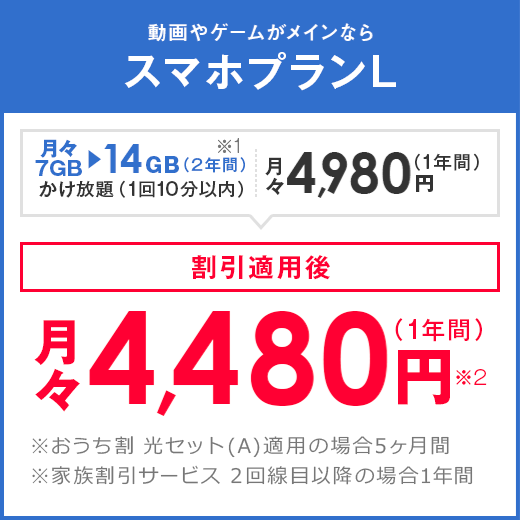 動画やゲームがメインなら
スマホプランL
月々7GB▶14GB(2年間)※1
かけ放題(1回10分以内)
月々4,980円(1年間)
割引適用後
月々4,480円(1年間)※2
※おうち割 光セット(A)適用の場合5ヶ月間
※家族割引サービス 2回線目以降の場合1年間